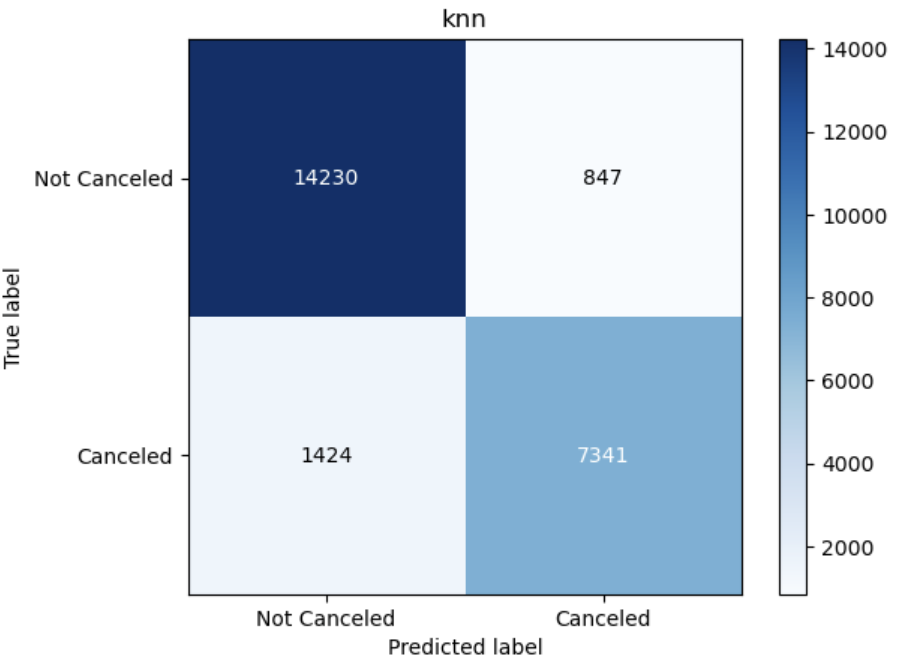 knn
True label
Not Canceled
14230
847
Canceled
1424
7341
Not Canceled
Canceled
Predicted label
14000
12000
10000
8000
6000
4000
2000